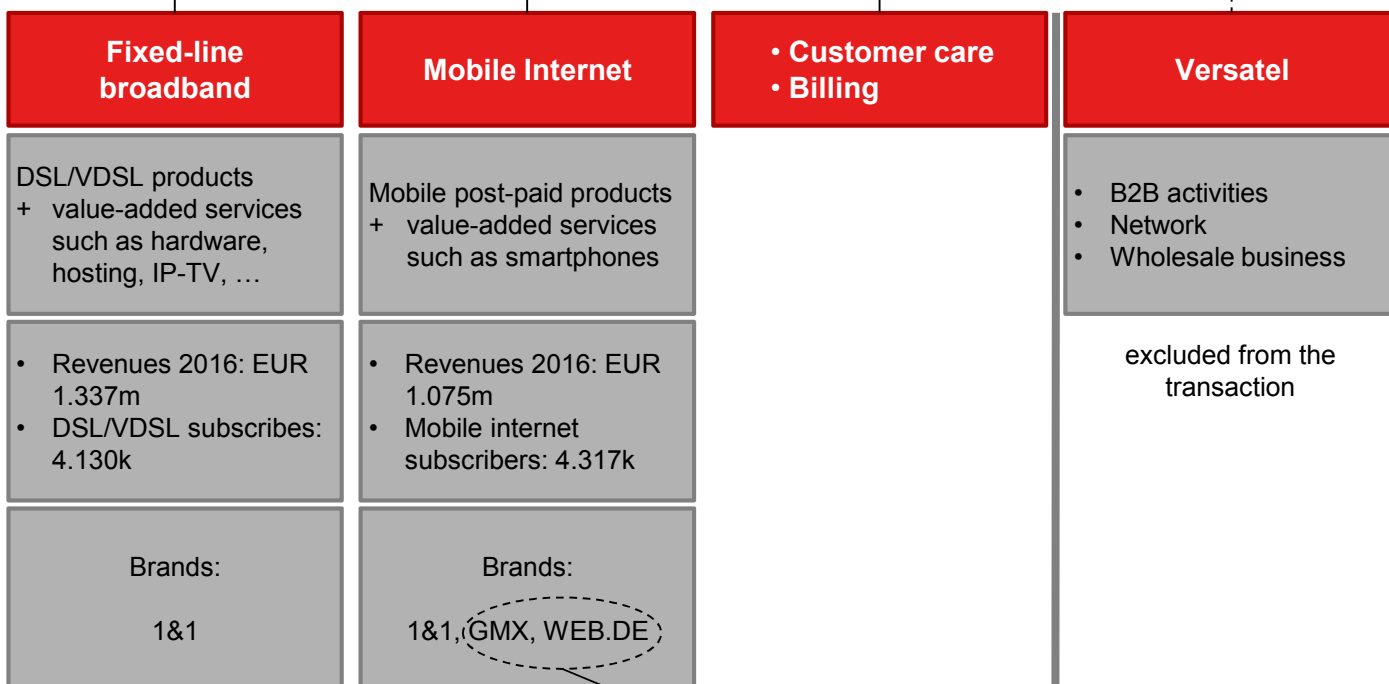 Fixed-line
broadband
DSL/VDSL products
+ value-added services
such as hardware,
hosting, IP-TV, …
• Revenues 2016: EUR
1.337m
• DSL/VDSL subscribes:
4.130k
Brands:
1&1
Mobile Internet
Mobile post-paid products
+ value-added services
such as smartphones
• Revenues 2016: EUR
1.075m
• Mobile internet
subscribers: 4.317k
Brands:
1&1, GMX, WEB.DE
• Customer care
• Billing
Versatel
• B2B activities
• Network
• Wholesale business
excluded from the
transaction